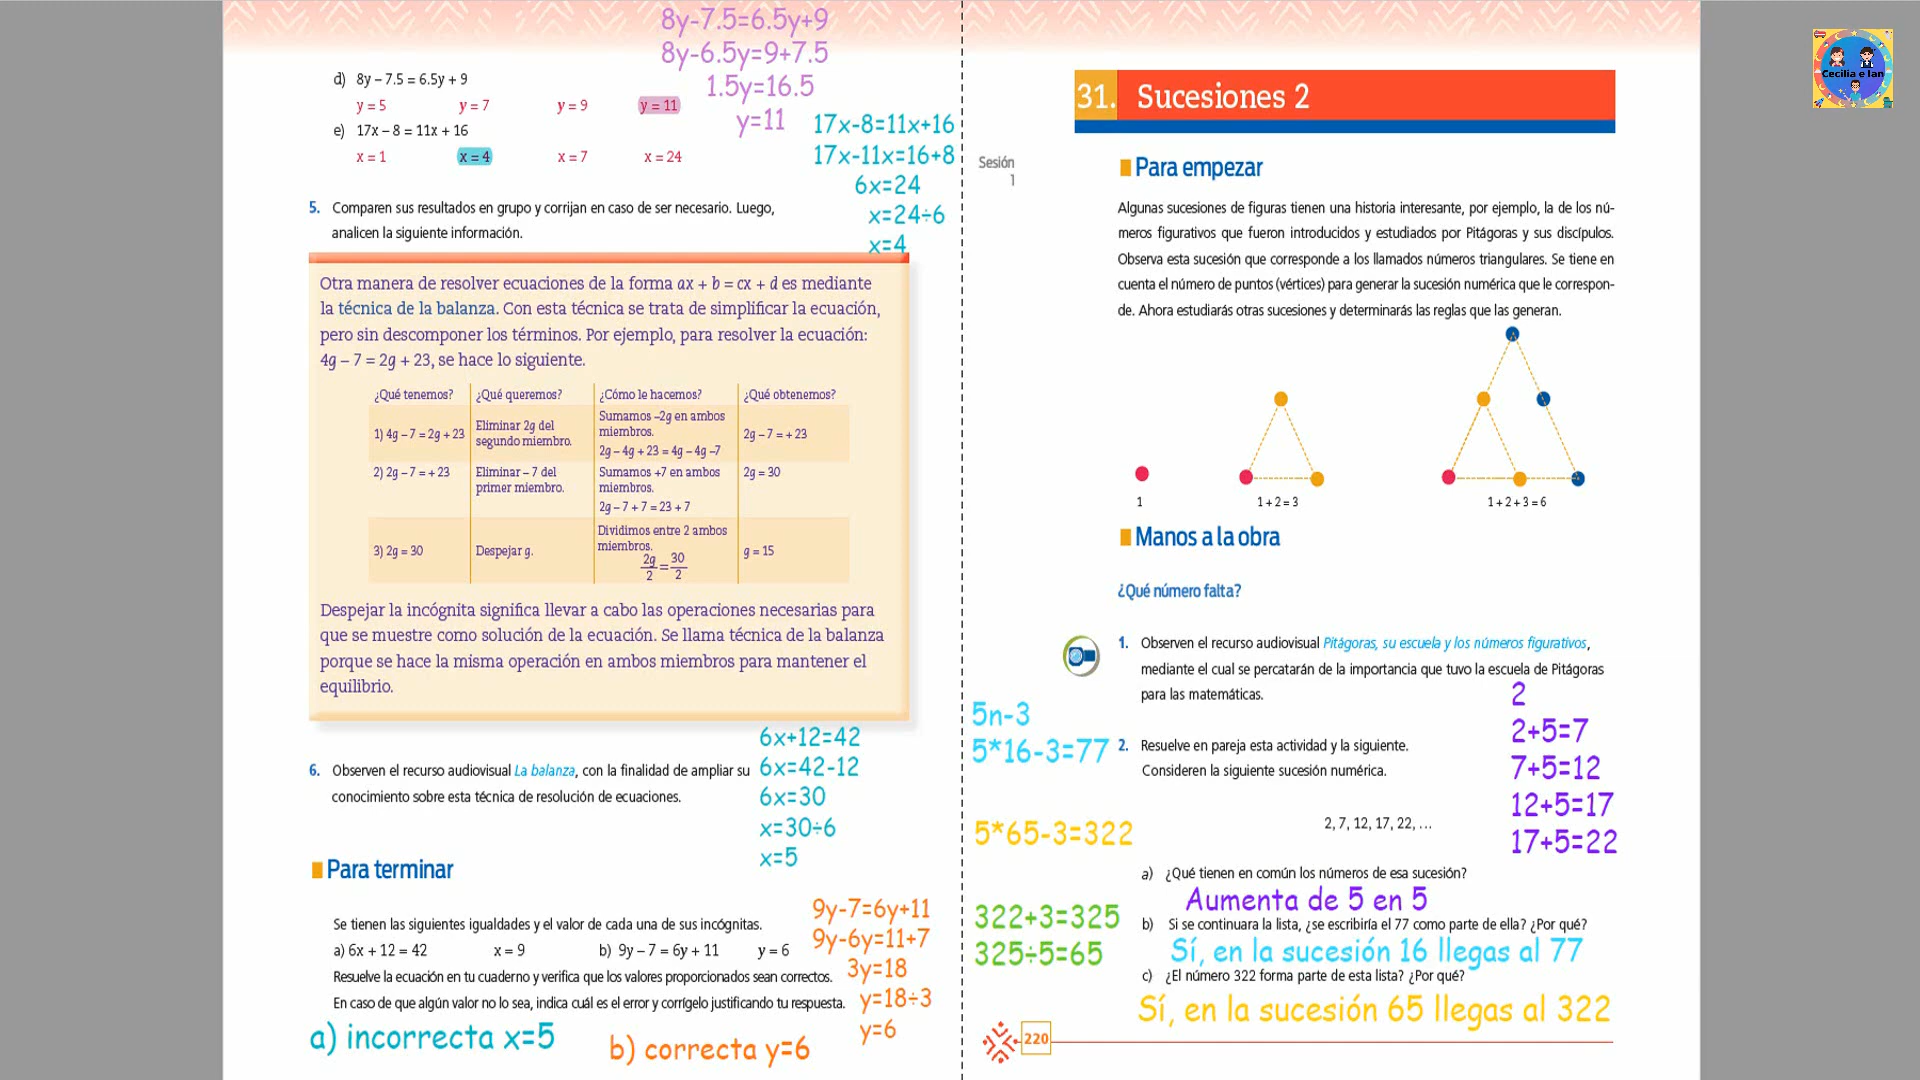 8y-7.5=6.5y+9
8y-6.5y=9+7.5
1.5y=16.5
y=11
d) 8y – 7.5 = 6.5y + 9
y = 5 y = 7 y = 9 y = 11
e) 17x – 8 = 11x + 16
x = 1 x = 4 x = 7 x = 24
17x-8=11x+16
17x-11x=16+8
6x=24
x=24÷6
x=4
5. Comparen sus resultados en grupo y corrijan en caso de ser necesario. Luego,
analicen la siguiente información.
Otra manera de resolver ecuaciones de la forma ax + b = cx + d es mediante
la técnica de la balanza. Con esta técnica se trata de simplificar la ecuación,
pero sin descomponer los términos. Por ejemplo, para resolver la ecuación:
4g – 7 = 2g + 23, se hace lo siguiente.
¿Qué tenemos? ¿Qué queremos? ¿Cómo le hacemos? ¿Qué obtenemos?
1) 4g – 7 = 2g + 23
Eliminar 2g del
segundo miembro.
Sumamos –2g en ambos
miembros.
2g – 4g + 23 = 4g – 4g –7
2g – 7 = + 23
2) 2g – 7 = + 23
Eliminar – 7 del
primer miembro.
Sumamos +7 en ambos
miembros.
2g – 7 + 7 = 23 + 7
2g = 30
3) 2g = 30
Despejar g.
Dividimos entre 2 ambos
miembros.
2g/2 = 30/2
g = 15
Despejar la incógnita significa llevar a cabo las operaciones necesarias para
que se muestre como solución de la ecuación. Se llama técnica de la balanza
porque se hace la misma operación en ambos miembros para mantener el
equilibrio.
6. Observen el recurso audiovisual La balanza, con la finalidad de ampliar su
conocimiento sobre esta técnica de resolución de ecuaciones.
6x+12=42
6x=42-12
6x=30
x=30÷6
x=5
Para terminar
Se tienen las siguientes igualdades y el valor de cada una de sus incógnitas.
a) 6x + 12 = 42 x = 9 b) 9y – 7 = 6y + 11 y = 6
Resuelve la ecuación en tu cuaderno y verifica que los valores proporcionados sean correctos.
En caso de que algún valor no lo sea, indica cuál es el error y corrígelo justificando tu respuesta.
9y-7=6y+11
9y-6y=11+7
3y=18
y=18÷3
y=6
a) incorrecta x=5
b) correcta y=6
31. Sucesiones 2
Cecilia e Ian
Sesión
1
Para empezar
Algunas sucesiones de figuras tienen una historia interesante, por ejemplo, la de los nú-
meros figurativos que fueron introducidos y estudiados por Pitágoras y sus discípulos.
Observa esta sucesión que corresponde a los llamados números triangulares. Se tiene en
cuenta el número de puntos (vértices) para generar la sucesión numérica que le correspon-
de. Ahora estudiarás otras sucesiones y determinarás las reglas que las generan.
1 1 + 2 = 3 1 + 2 + 3 = 6
Manos a la obra
¿Qué número falta?
1. Observen el recurso audiovisual Pitágoras, su escuela y los números figurativos,
mediante el cual se percatarán de la importancia que tuvo la escuela de Pitágoras
para las matemáticas.
2
2+5=7
7+5=12
12+5=17
17+5=22
5n-3
5*16-3=77
2. Resuelve en pareja esta actividad y la siguiente.
Consideren la siguiente sucesión numérica.
2, 7, 12, 17, 22, …
5*65-3=322
a) ¿Qué tienen en común los números de esa sucesión?
Aumenta de 5 en 5
322+3=325
325÷5=65
b) Si se continuara la lista, ¿se escribiría el 77 como parte de ella? ¿Por qué?
Sí, en la sucesión 16 llegas al 77
c) ¿El número 322 forma parte de esta lista? ¿Por qué?
Sí, en la sucesión 65 llegas al 322
220